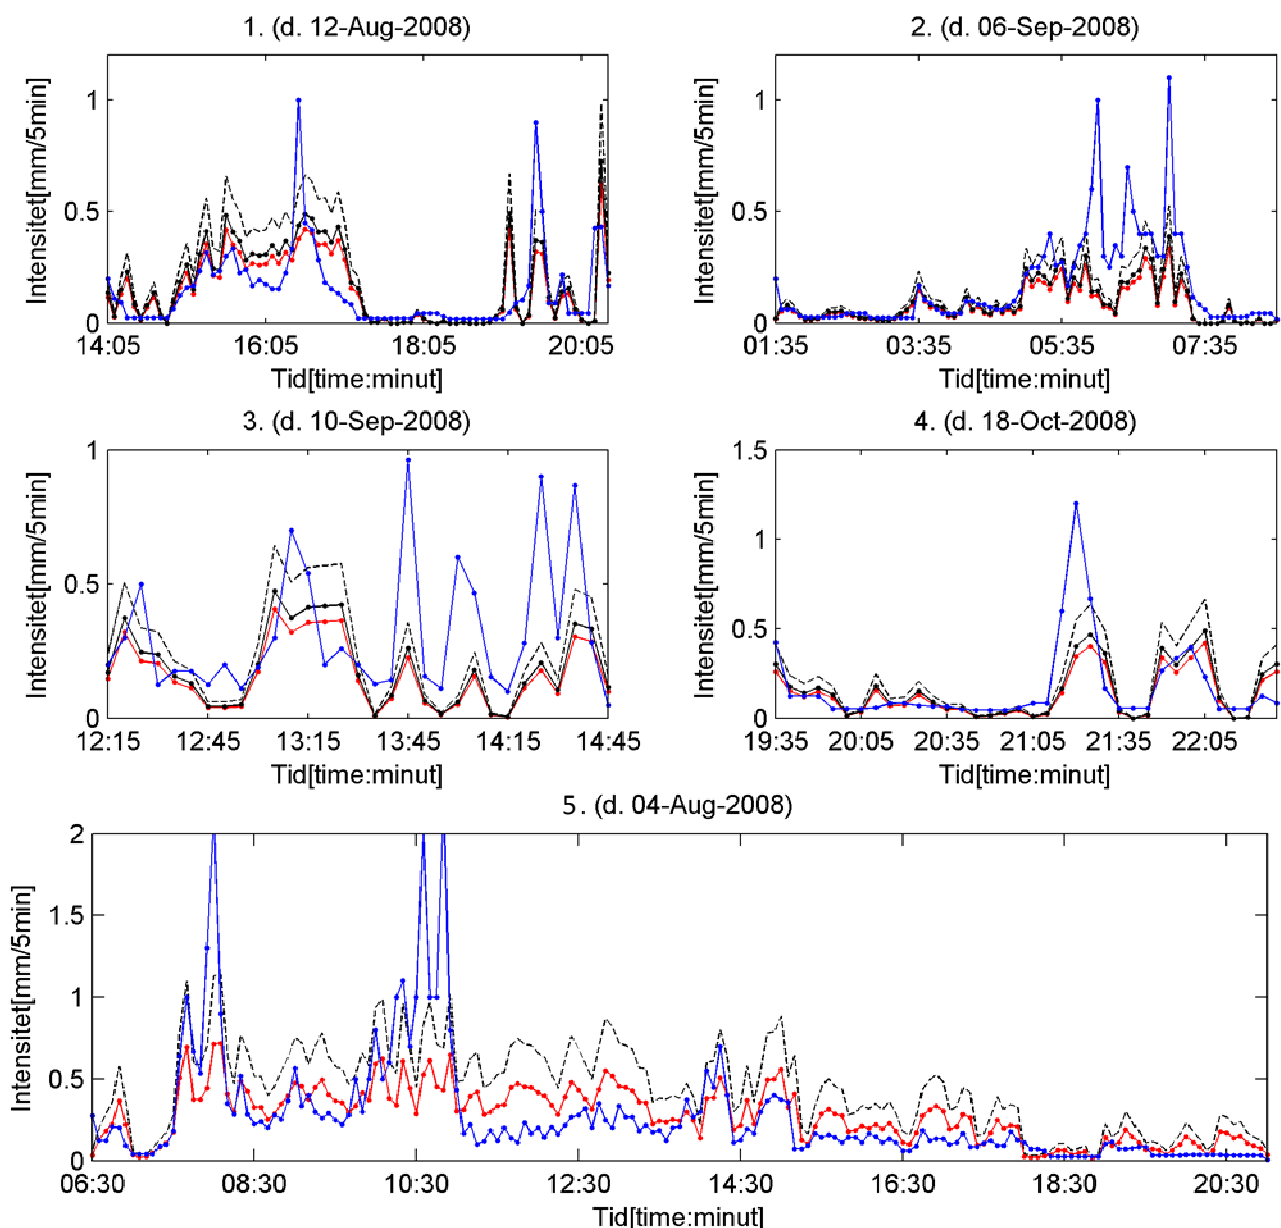 1. (d. 12-Aug-2008)
Intensitet[mm/5min]
1
0.5
0
14:05 16:05 18:05 20:05
Tid[time:minut]
2. (d. 06-Sep-2008)
Intensitet[mm/5min]
1
0.5
0
01:35 03:35 05:35 07:35
Tid[time:minut]
3. (d. 10-Sep-2008)
Intensitet[mm/5min]
1
0.5
0
12:15 12:45 13:15 13:45 14:15 14:45
Tid[time:minut]
4. (d. 18-Oct-2008)
Intensitet[mm/5min]
1.5
1
0.5
0
19:35 20:05 20:35 21:05 21:35 22:05
Tid[time:minut]
5. (d. 04-Aug-2008)
Intensitet[mm/5min]
2
1.5
1
0.5
0
06:30 08:30 10:30 12:30 14:30 16:30 18:30 20:30
Tid[time:minut]